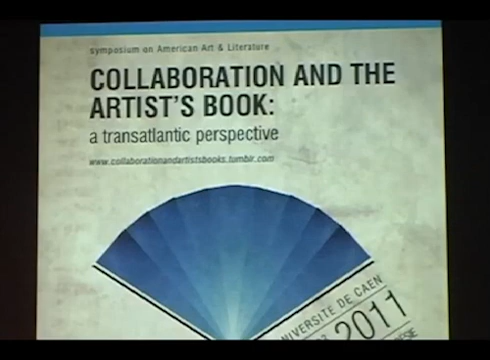 symposium on American Art & Literature
COLLABORATION AND THE
ARTIST'S BOOK:
a transatlantic perspective
www.collaborationandartistsbooks.tumblr.com
UNIVERSITE DE CAEN
2011